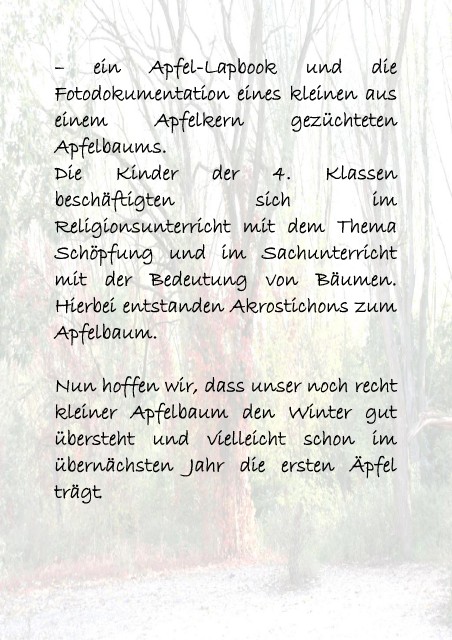 – ein Apfel-Lapbook und die
Fotodokumentation eines kleinen aus
einem Apfelkern gezüchteten
Apfelbaums.
Die Kinder der 4. Klassen
beschäftigten sich im
Religionsunterricht mit dem Thema
Schöpfung und im Sachunterricht
mit der Bedeutung von Bäumen.
Hierbei entstanden Akrostichons zum
Apfelbaum.
Nun hoffen wir, dass unser noch recht
kleiner Apfelbaum den Winter gut
übersteht und vielleicht schon im
übernächsten Jahr die ersten Äpfel
trägt.